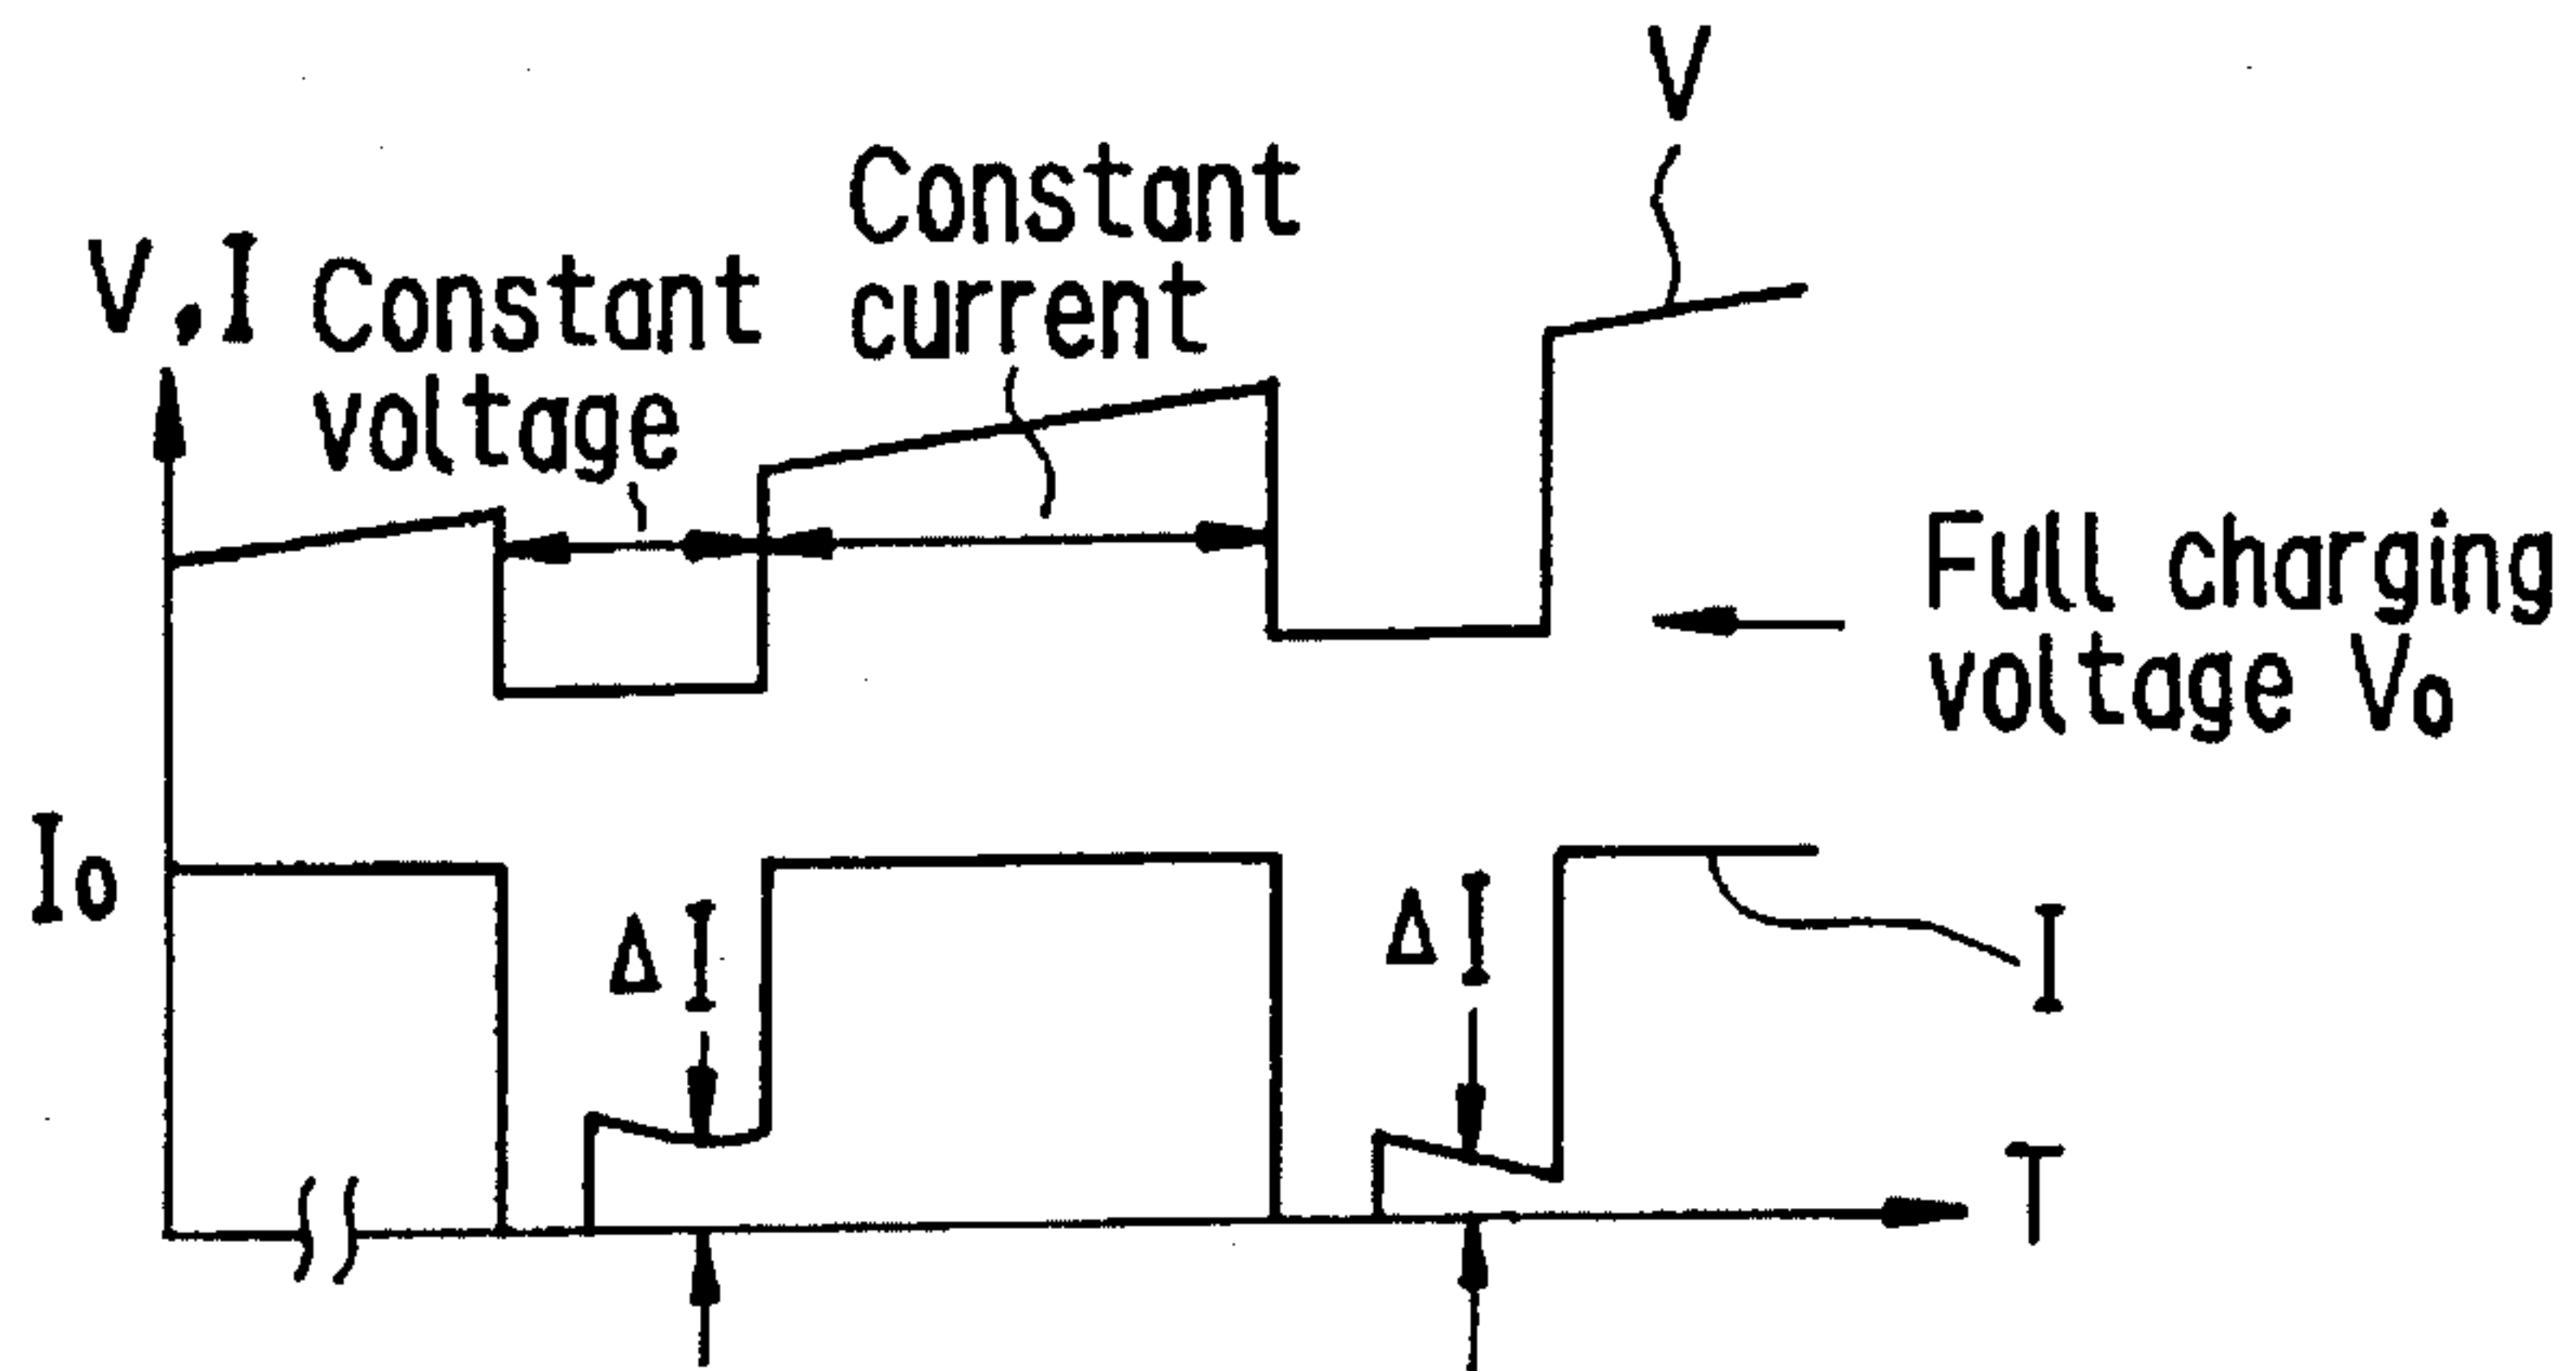 V
Constant
current
V, I
Constant
voltage
Full charging
voltage V₀
I₀
ΔI
ΔI
I
T